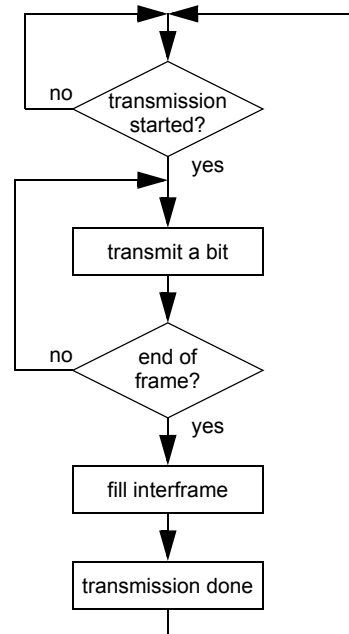 no
transmission
started?
yes
transmit a bit
no
end of
frame?
yes
fill interframe
transmission done